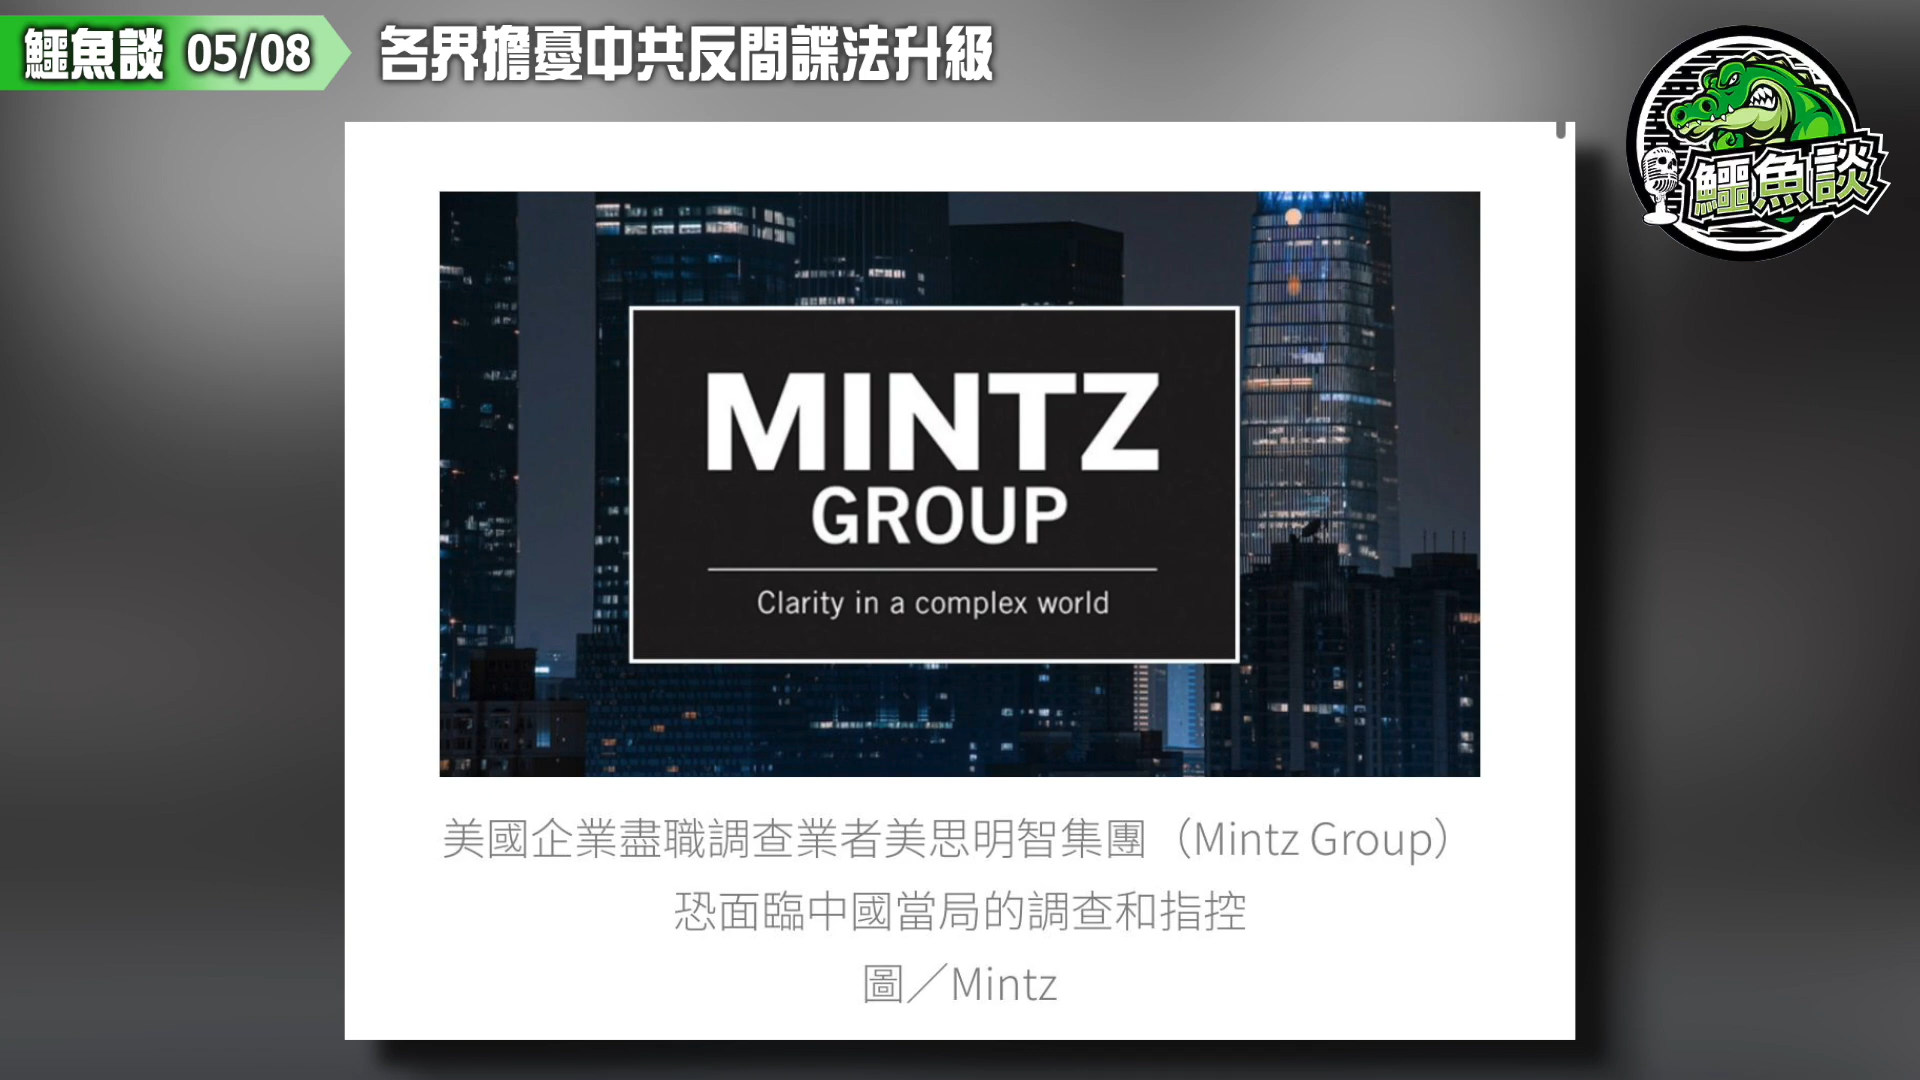 鱷魚談 05/08
各界擔憂中共反間諜法升級
鱷魚談
MINTZ
GROUP
Clarity in a complex world
美國企業盡職調查業者美思明智集團（Mintz Group）
恐面臨中國當局的調查和指控
圖／Mintz